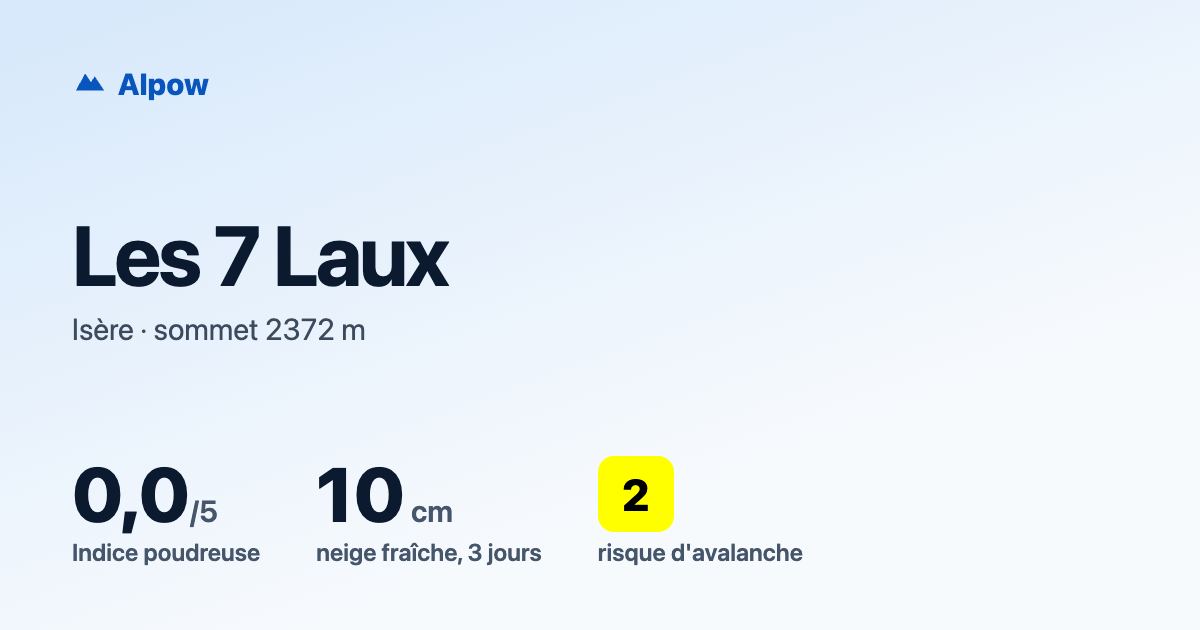 Alpow
Les 7 Laux
Isère · sommet 2372 m
0,0/5
Indice poudreuse
10 cm
neige fraîche, 3 jours
2
risque d'avalanche